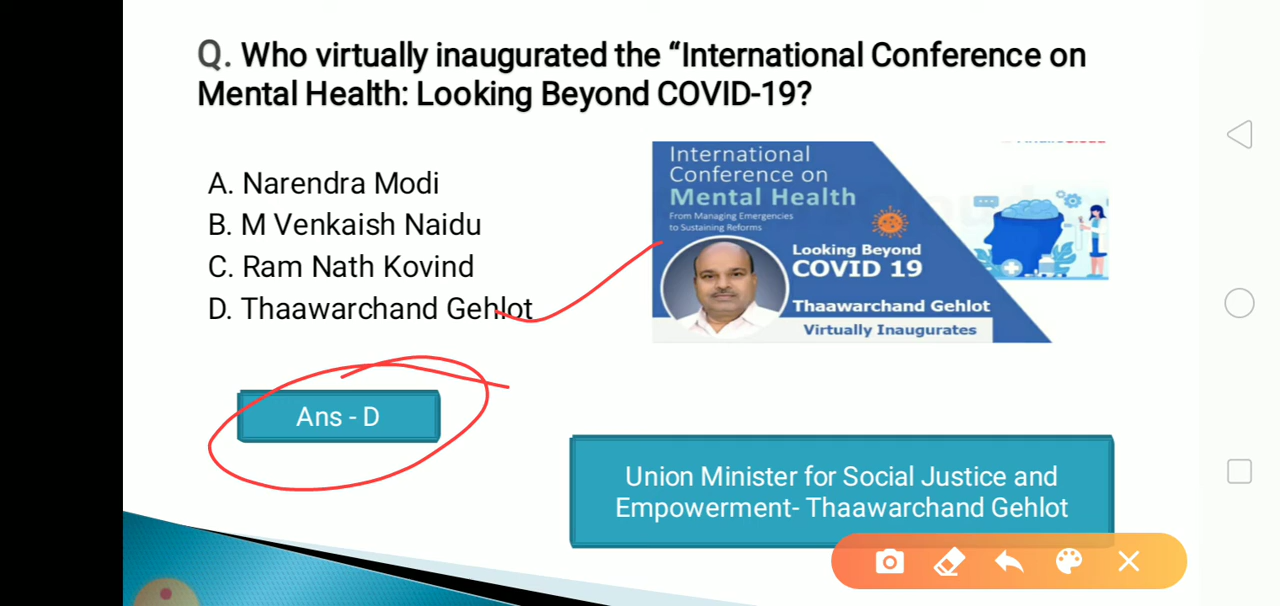 Q. Who virtually inaugurated the “International Conference on
Mental Health: Looking Beyond COVID-19?
A. Narendra Modi
B. M Venkaish Naidu
C. Ram Nath Kovind
D. Thaawarchand Gehlot
International
Conference on
Mental Health
From Managing Emergencies
to Sustaining Reforms
Looking Beyond
COVID 19
Thaawarchand Gehlot
Virtually Inaugurates
Ans - D
Union Minister for Social Justice and
Empowerment- Thaawarchand Gehlot